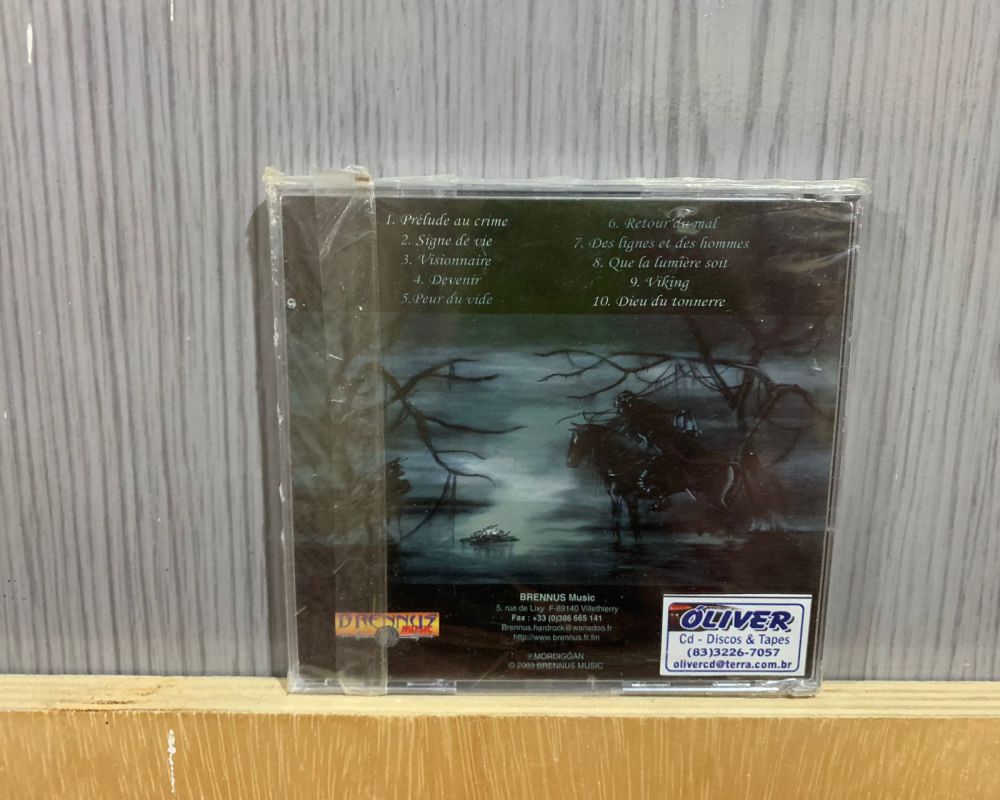 1. Prélude au crime
2. Signe de vie
3. Visionnaire
4. Devenir
5.Peur du vide
6. Retour du mal
7. Des lignes et des hommes
8. Que la lumière soit
9. Viking
10. Dieu du tonnerre
BRENNUS
MUSIC
BRENNUS Music
5. rue de Lixy F-89140 Villethierry
Fax : +33 (0)386 665 141
Brennus.hardrock@wanadoo.fr
http://www.brennus.fr.fm
℗ MORDIGGAN
© 2003 BRENNUS MUSIC
ÓLIVER
Cd - Discos & Tapes
(83)3226-7057
olivercd@terra.com.br